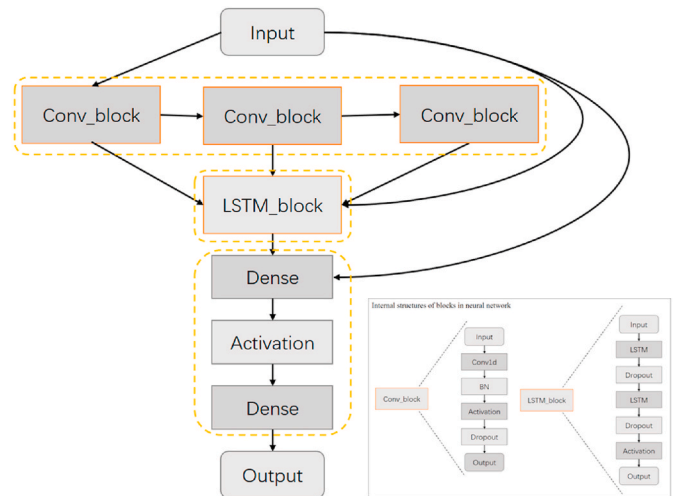 Input
Conv_block
Conv_block
Conv_block
LSTM_block
Dense
Activation
Dense
Output
Internal structures of blocks in neural network
Conv_block
Input
Conv1d
BN
Activation
Dropout
Output
LSTM_block
Input
LSTM
Dropout
LSTM
Dropout
Activation
Output